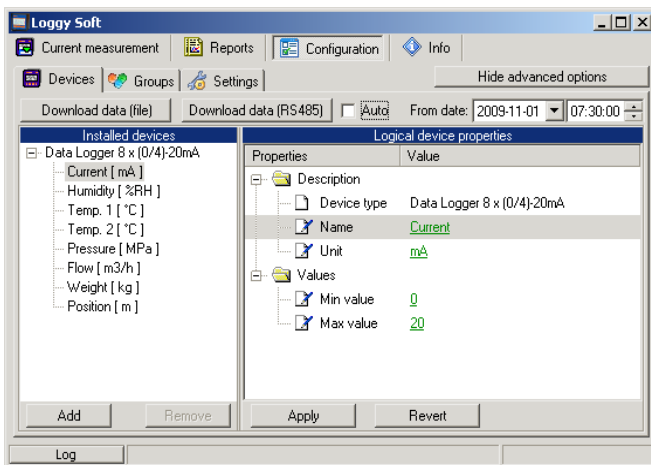 Loggy Soft
Current measurement Reports Configuration Info
Devices Groups Settings Hide advanced options
Download data (file) Download data (RS485) Auto From date: 2009-11-01 07:30:00
Installed devices
Data Logger 8 x (0/4)-20mA
Current [ mA ]
Humidity [ %RH ]
Temp. 1 [ °C ]
Temp. 2 [ °C ]
Pressure [ MPa ]
Flow [ m3/h ]
Weight [ kg ]
Position [ m ]
Add Remove
Logical device properties
Properties Value
Description
Device type Data Logger 8 x (0/4)-20mA
Name Current
Unit mA
Values
Min value 0
Max value 20
Apply Revert
Log